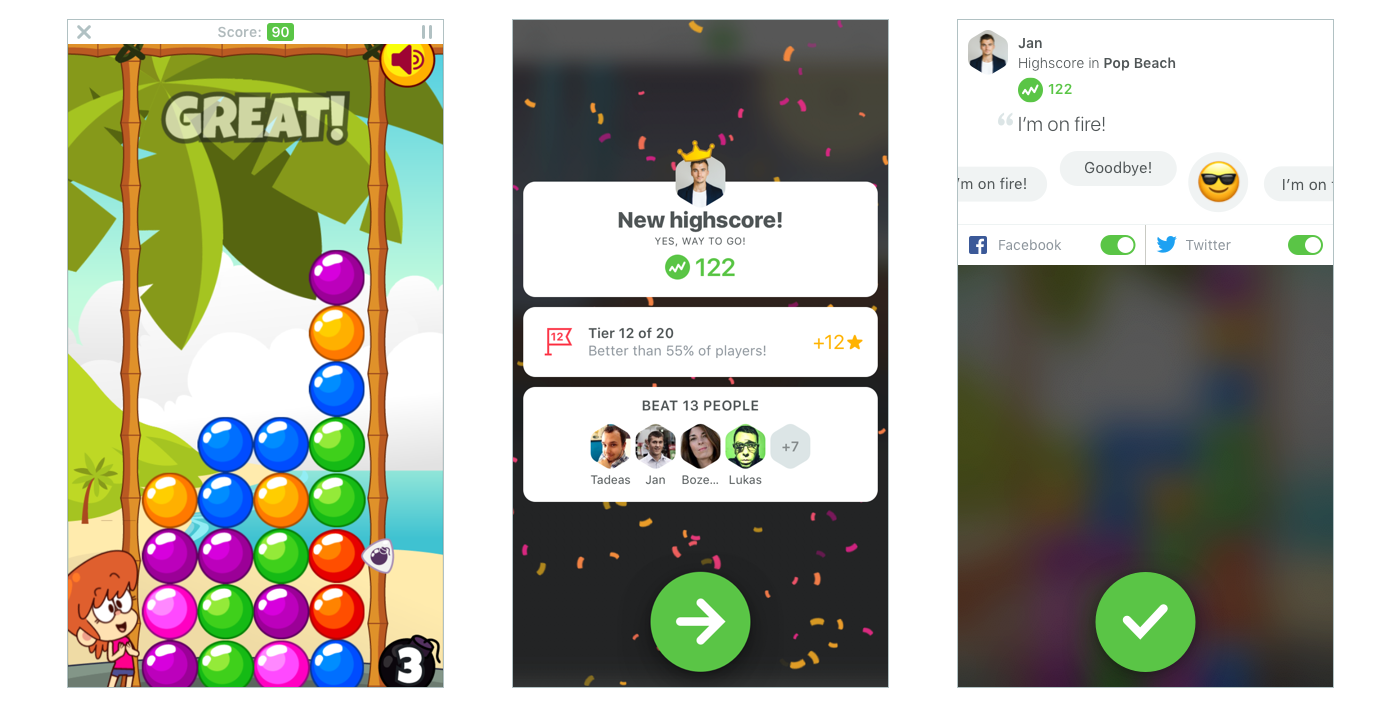 Score: 90
GREAT!
3
New highscore!
YES, WAY TO GO!
122
12
Tier 12 of 20
Better than 55% of players!
+12
BEAT 13 PEOPLE
+7
Tadeas Jan Boze... Lukas
Jan
Highscore in Pop Beach
122
“ I'm on fire!
'm on fire! Goodbye! I'm on
Facebook Twitter